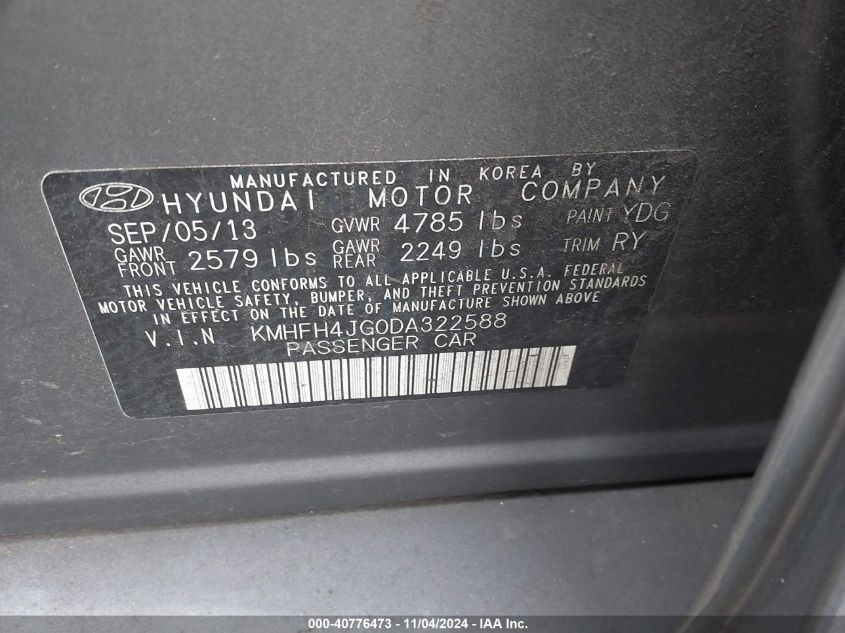 MANUFACTURED IN KOREA BY
HYUNDAI MOTOR COMPANY
SEP/05/13 GVWR 4785 lbs PAINT YDG
GAWR FRONT 2579 lbs GAWR REAR 2249 lbs TRIM RY
THIS VEHICLE CONFORMS TO ALL APPLICABLE U.S.A. FEDERAL
MOTOR VEHICLE SAFETY, BUMPER, AND THEFT PREVENTION STANDARDS
IN EFFECT ON THE DATE OF MANUFACTURE SHOWN ABOVE
V.I.N KMHFH4JG0DA322588
PASSENGER CAR
000-40776473 - 11/04/2024 - IAA Inc.